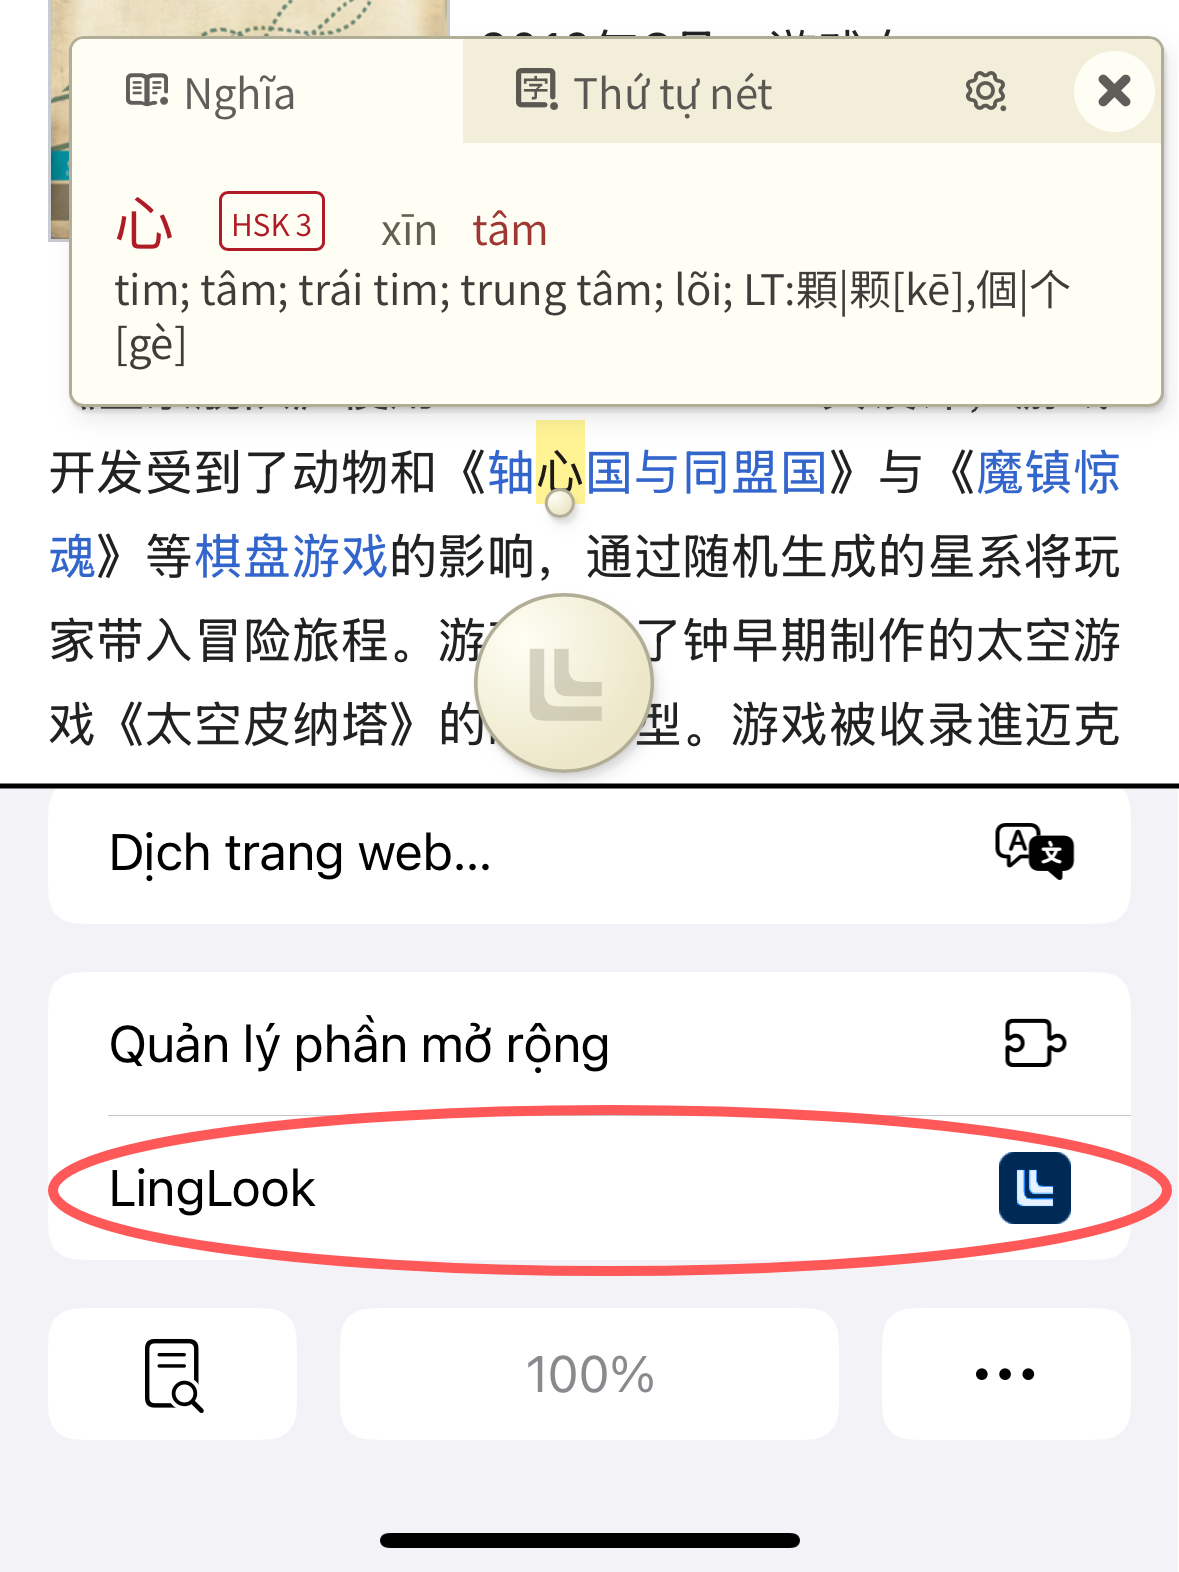 Nghĩa
字 Thứ tự nét
心 HSK 3 xīn tâm
tim; tâm; trái tim; trung tâm; lõi; LT:顆|颗[kē],個|个
[gè]
开发受到了动物和《轴心国与同盟国》与《魔镇惊
魂》等棋盘游戏的影响，通过随机生成的星系将玩
家带入冒险旅程。游 了钟早期制作的太空游
戏《太空皮纳塔》的 型。游戏被收录進迈克
Dịch trang web...
A 文
Quản lý phần mở rộng
LingLook
100%